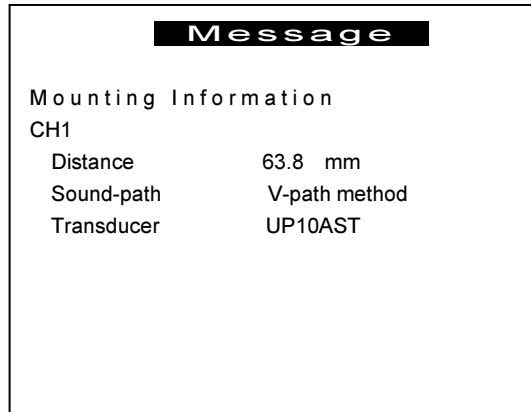 Message
Mounting Information
CH1
Distance 63.8 mm
Sound-path V-path method
Transducer UP10AST